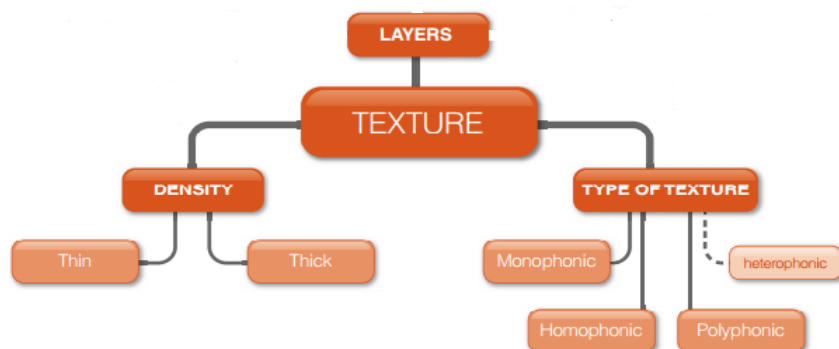 LAYERS
TEXTURE
DENSITY
TYPE OF TEXTURE
Thin
Thick
Monophonic
heterophonic
Homophonic
Polyphonic